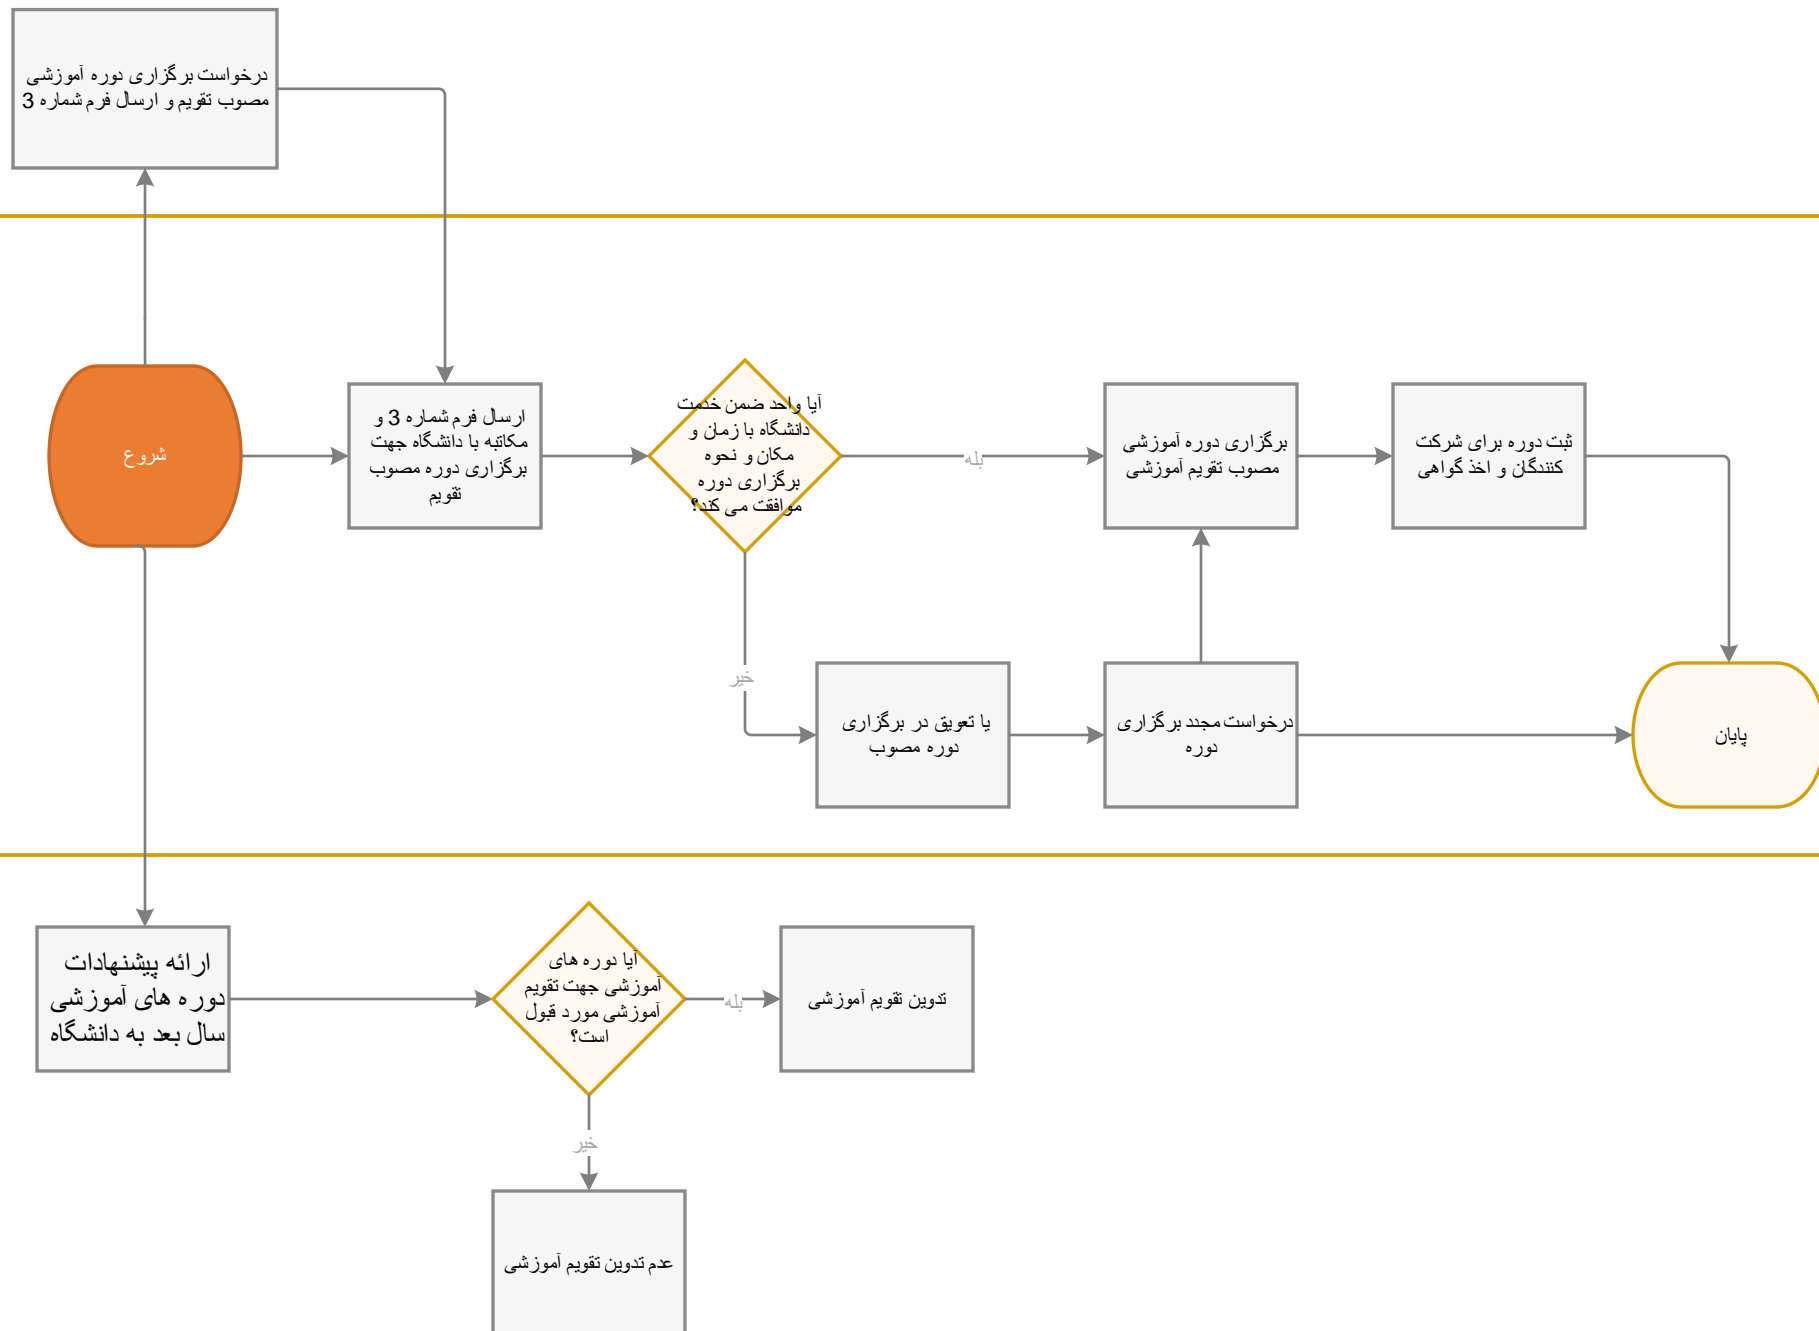 درخواست برگزاری دوره آموزشی
مصوب تقویم و ارسال فرم شماره 3
شروع
ارسال فرم شماره 3 و
مکاتبه با دانشگاه جهت
برگزاری دوره مصوب
تقویم
آیا واحد ضمن خدمت
دانشگاه با زمان و
مکان و نحوه
برگزاری دوره
موافقت می کند؟
بله
برگزاری دوره آموزشی
مصوب تقویم آموزشی
ثبت دوره برای شرکت
کنندگان و اخذ گواهی
خیر
یا تعویق در برگزاری
دوره مصوب
درخواست مجدد برگزاری
دوره
پایان
ارائه پیشنهادات
دوره های آموزشی
سال بعد به دانشگاه
آیا دوره های
آموزشی جهت تقویم
آموزشی مورد قبول
است؟
بله
تدوین تقویم آموزشی
خیر
عدم تدوین تقویم آموزشی